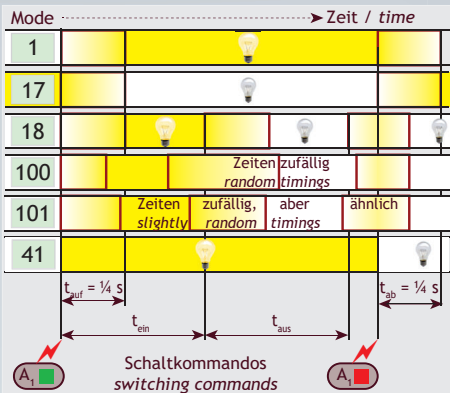 Mode Zeit / time
1
17
18
100 Zeiten zufällig
random timings
101 Zeiten zufällig, aber ähnlich
slightly random timings
41
tauf = ¼ s tab = ¼ s
tein taus
A1 Schaltkommandos A1
switching commands